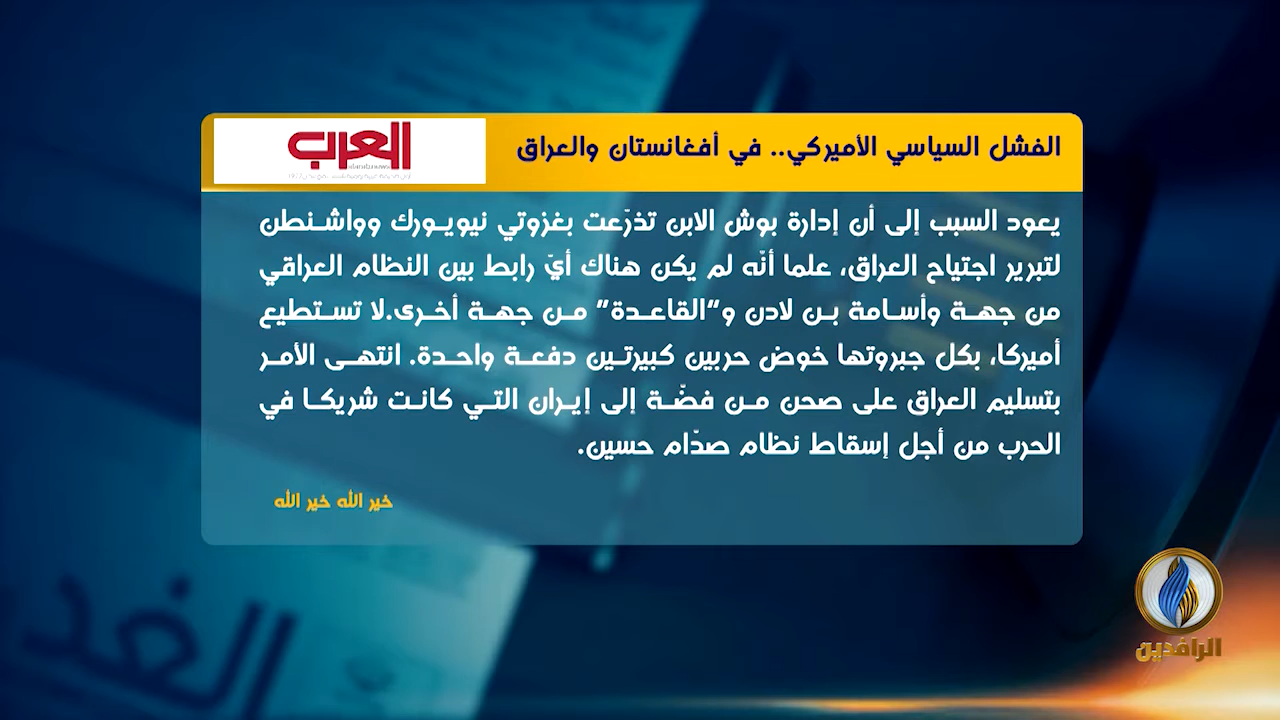 الفشل السياسي الأميركي.. في أفغانستان والعراق
العرب
يعود السبب إلى أن إدارة بوش الابن تذرّعت بغزوتي نيويورك وواشنطن
لتبرير اجتياح العراق، علما أنّه لم يكن هناك أيّ رابط بين النظام العراقي
من جهة وأسامة بن لادن و"القاعدة" من جهة أخرى.لا تستطيع
أميركا، بكل جبروتها خوض حربين كبيرتين دفعة واحدة. انتهى الأمر
بتسليم العراق على صحن من فضّة إلى إيران التي كانت شريكا في
الحرب من أجل إسقاط نظام صدّام حسين.
خير الله خير الله
الغد
الرافدين